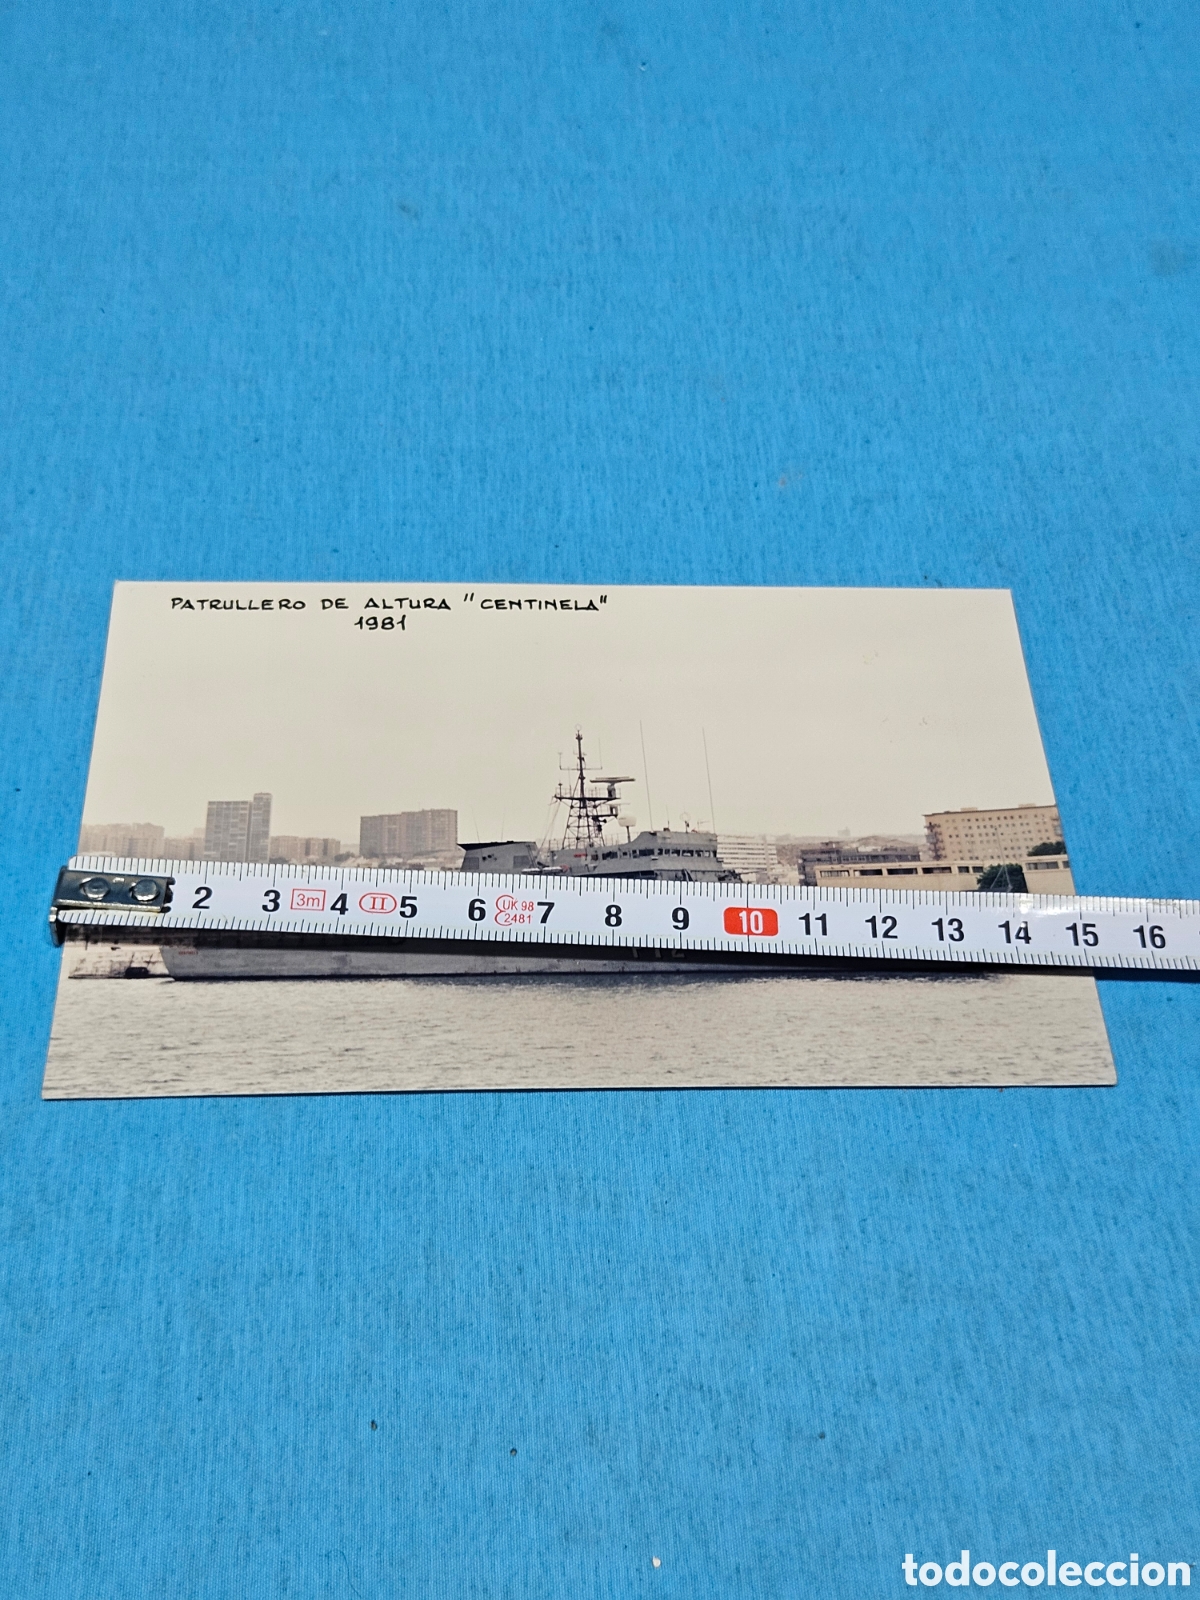 PATRULLERO DE ALTURA "CENTINELA"
1981
2 3 3m 4 II 5 6 UK 98 2481 7 8 9 10 11 12 13 14 15 16
todocoleccion